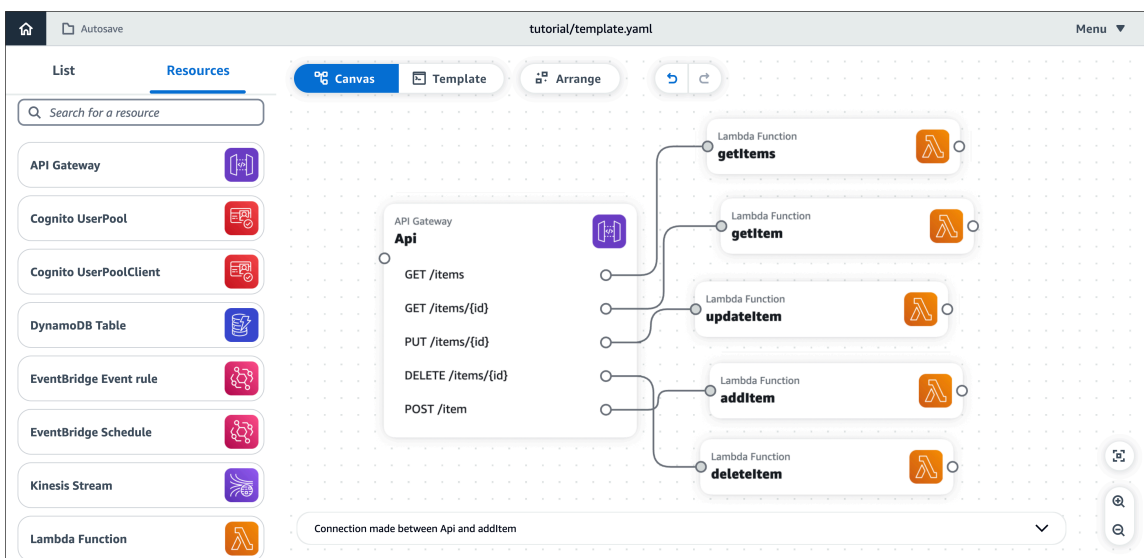 Autosave
tutorial/template.yaml
Menu
List
Resources
Canvas
Template
Arrange
Search for a resource
API Gateway
Cognito UserPool
Cognito UserPoolClient
DynamoDB Table
EventBridge Event rule
EventBridge Schedule
Kinesis Stream
Lambda Function
API Gateway
Api
GET /items
GET /items/{id}
PUT /items/{id}
DELETE /items/{id}
POST /item
Lambda Function
getItems
Lambda Function
getItem
Lambda Function
updateItem
Lambda Function
addItem
Lambda Function
deleteItem
Connection made between Api and addItem